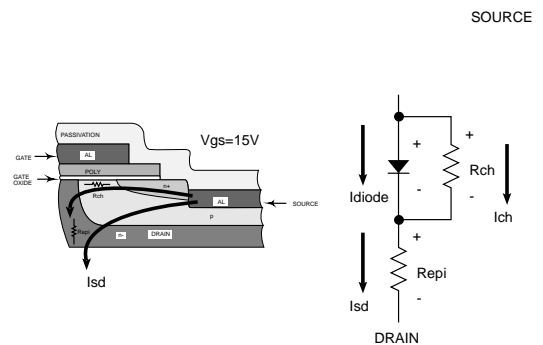 SOURCE
PASSIVATION
Vgs=15V
GATE
AL
POLY
GATE
OXIDE
n+
Rch
AL
SOURCE
p
Repi
n-
DRAIN
Isd
+
+
Rch
-
-
Idiode
Ich
+
Repi
-
Isd
DRAIN